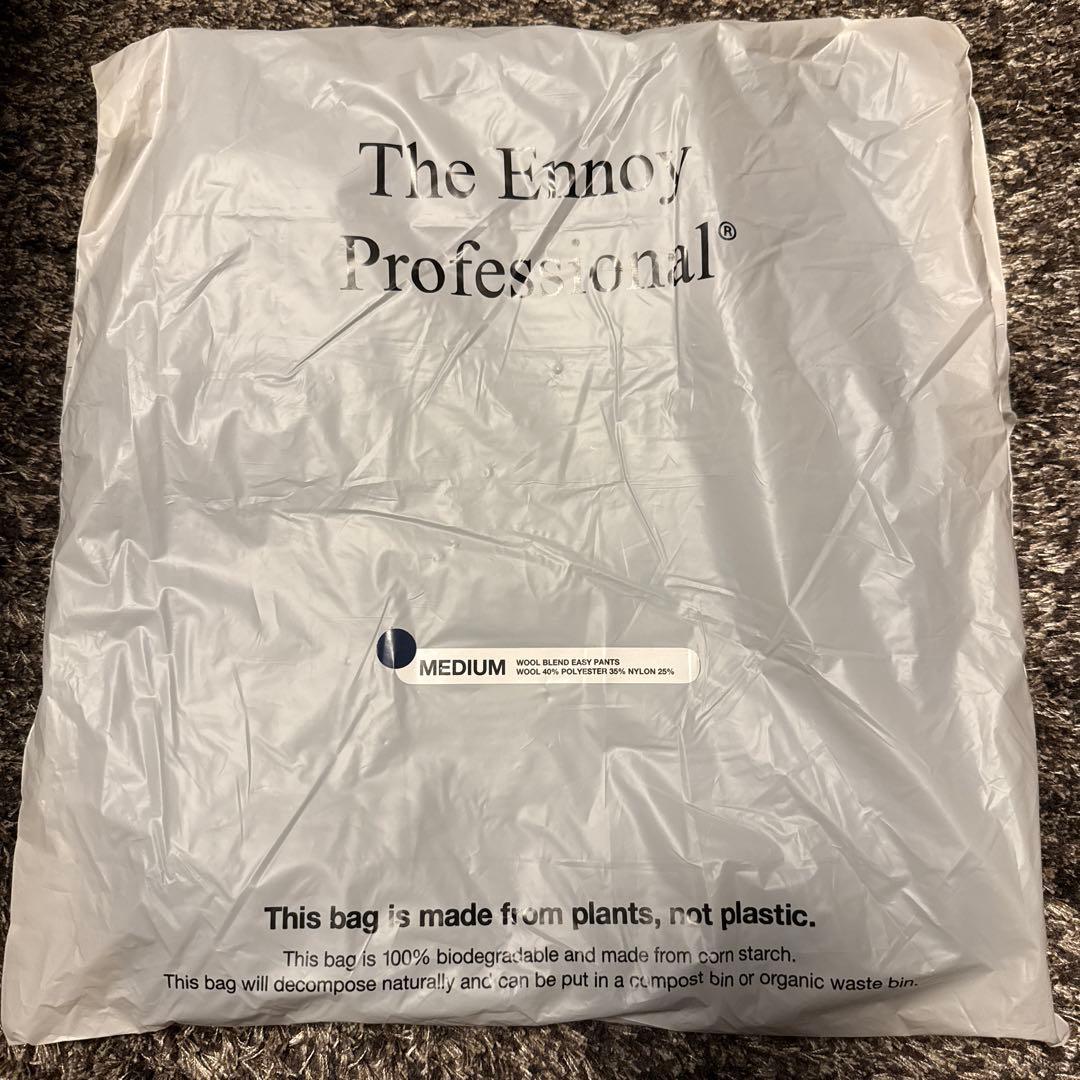 The Ennoy
Professional®
MEDIUM WOOL BLEND EASY PANTS
WOOL 40% POLYESTER 35% NYLON 25%
This bag is made from plants, not plastic.
This bag is 100% biodegradable and made from corn starch.
This bag will decompose naturally and can be put in a compost bin or organic waste bin.